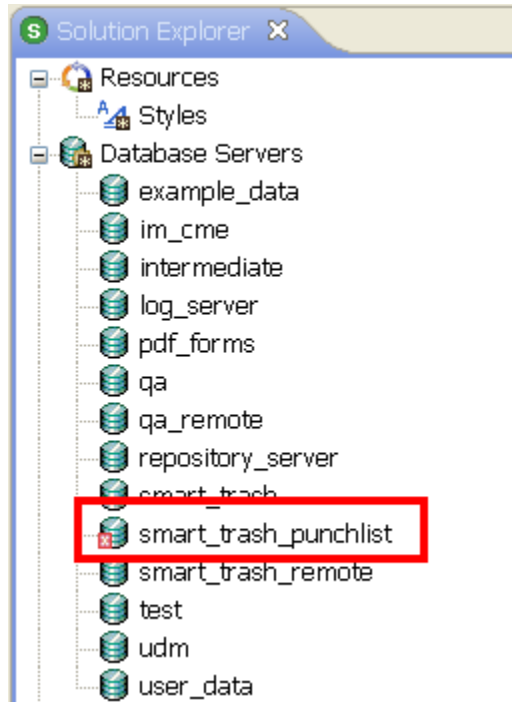 S Solution Explorer
Resources
Styles
Database Servers
example_data
im_cme
intermediate
log_server
pdf_forms
qa
qa_remote
repository_server
smart_trash
smart_trash_punchlist
smart_trash_remote
test
udm
user_data